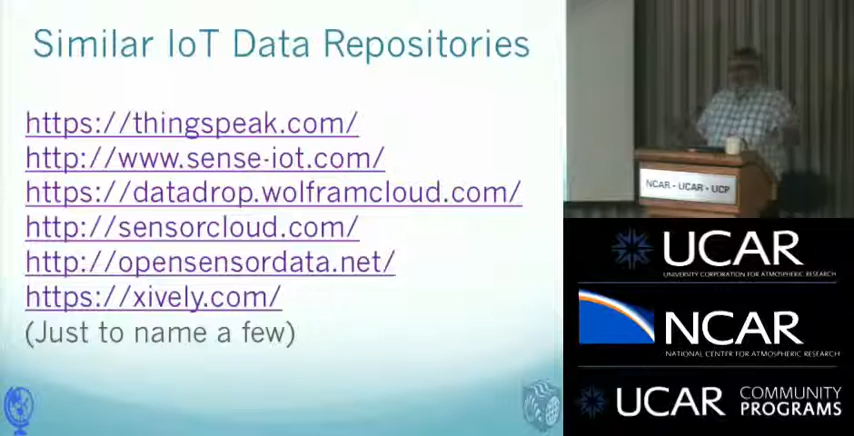 Similar IoT Data Repositories
https://thingspeak.com/
http://www.sense-iot.com/
https://datadrop.wolframcloud.com/
http://sensorcloud.com/
http://opensensordata.net/
https://xively.com/
(Just to name a few)
NCAR - UCAR - UCP
UCAR
UNIVERSITY CORPORATION FOR ATMOSPHERIC RESEARCH
NCAR
NATIONAL CENTER FOR ATMOSPHERIC RESEARCH
UCAR COMMUNITY
PROGRAMS